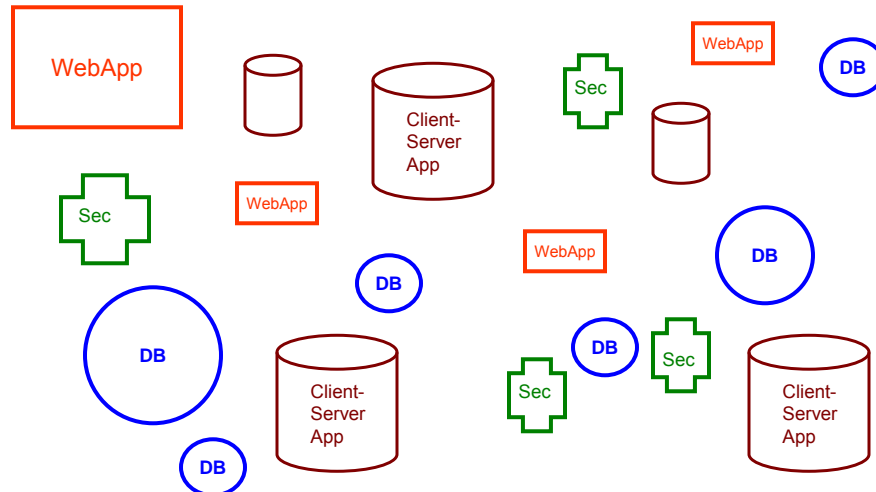 WebApp
WebApp
DB
Sec
Client-
Server
App
Sec
WebApp
WebApp
DB
DB
DB
DB
Sec
Sec
Client-
Server
App
Client-
Server
App
DB